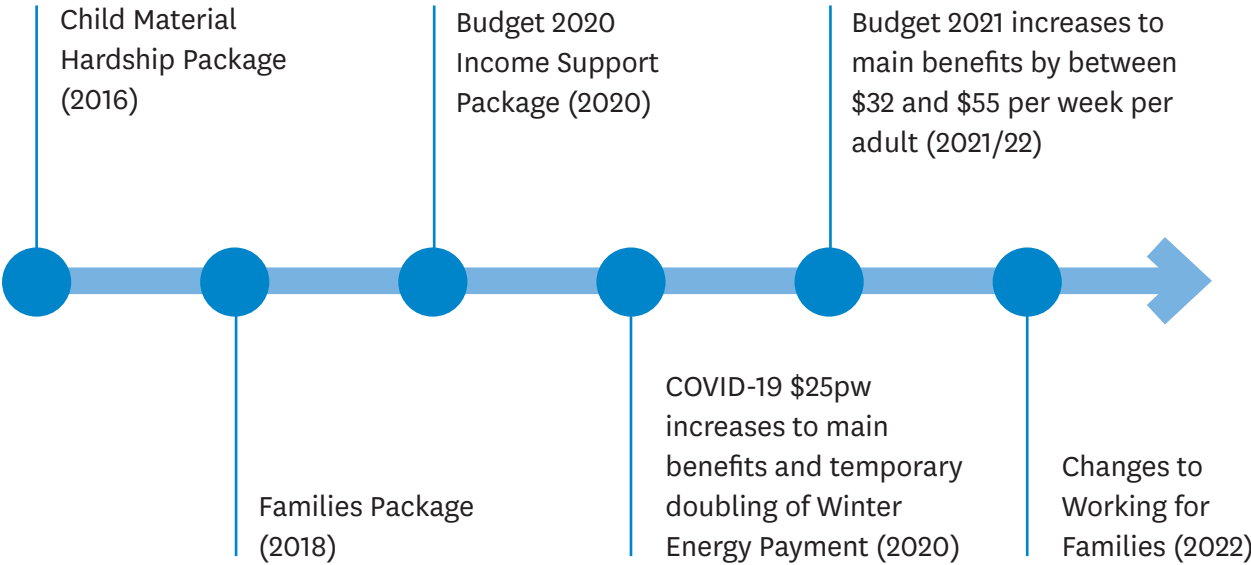 Child Material
Hardship Package
(2016)
Families Package
(2018)
Budget 2020
Income Support
Package (2020)
COVID-19 $25pw
increases to main
benefits and temporary
doubling of Winter
Energy Payment (2020)
Budget 2021 increases to
main benefits by between
$32 and $55 per week per
adult (2021/22)
Changes to
Working for
Families (2022)